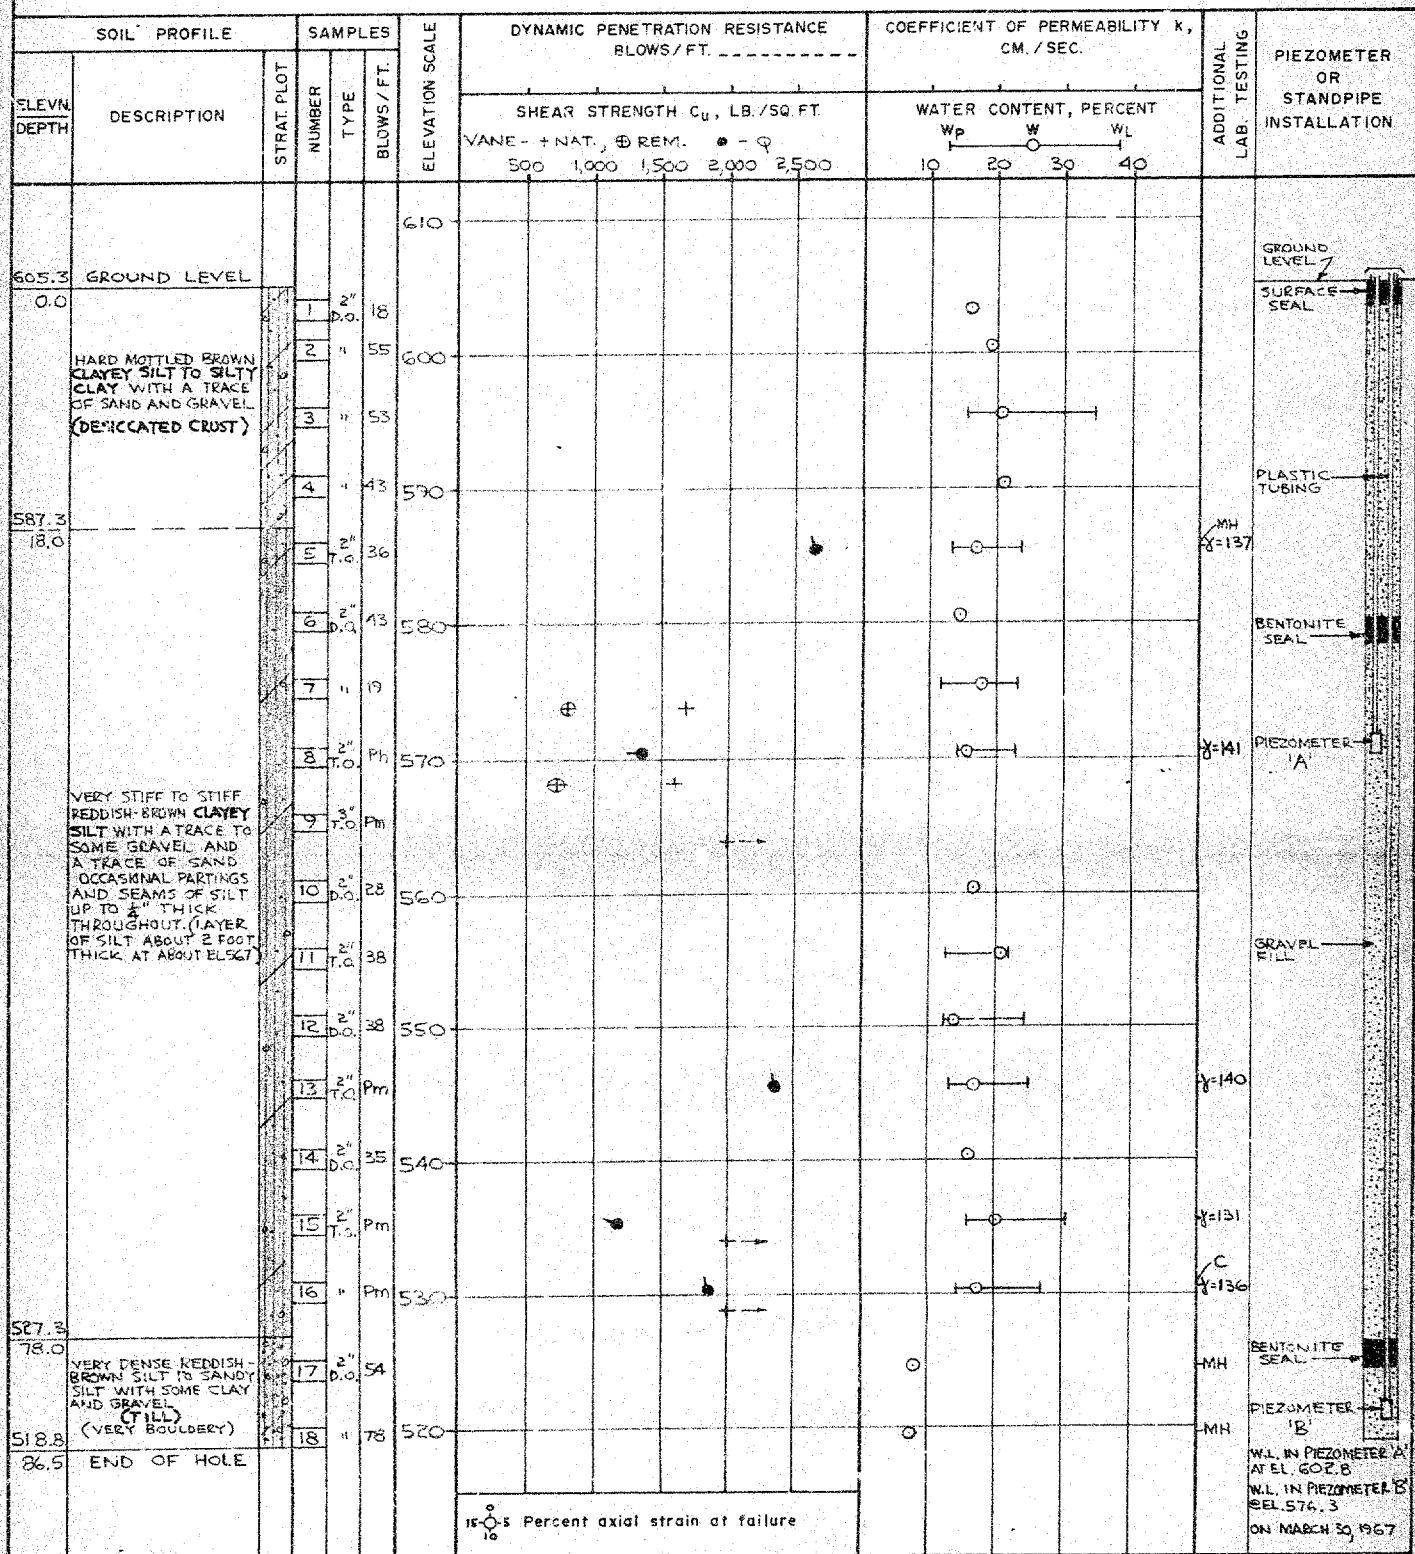 SOIL PROFILE
SAMPLES
ELEVATION SCALE
DYNAMIC PENETRATION RESISTANCE
BLOWS/FT.
COEFFICIENT OF PERMEABILITY K,
CM./SEC.
ADDITIONAL
LAB. TESTING
PIEZOMETER
OR
STANDPIPE
INSTALLATION
ELEVN.
DEPTH
DESCRIPTION
STRAT. PLOT
NUMBER
TYPE
BLOWS/FT.
SHEAR STRENGTH Cu, LB./SQ.FT.
VANE- + NAT., ⊕ REM. ● - Q
500 1,000 1,500 2,000 2,500
WATER CONTENT, PERCENT
Wp W WL
10 20 30 40
610
605.3 GROUND LEVEL
0.0
GROUND
LEVEL
SURFACE
SEAL
1 2" D.O. 18
2 " 55
600
HARD MOTTLED BROWN
CLAYEY SILT TO SILTY
CLAY WITH A TRACE
OF SAND AND GRAVEL
(DESICCATED CRUST)
3 " 53
4 " 43
590
PLASTIC
TUBING
587.3
18.0
5 2" T.O. 36
MH
γ=137
6 2" D.O. 43
580
BENTONITE
SEAL
7 " 19
8 2" T.O. Ph
570
γ=141
PIEZOMETER
'A'
VERY STIFF TO STIFF
REDDISH-BROWN CLAYEY
SILT WITH A TRACE TO
SOME GRAVEL AND
A TRACE OF SAND
OCCASIONAL PARTINGS
AND SEAMS OF SILT
UP TO ¼" THICK
THROUGHOUT. (LAYER
OF SILT ABOUT 2 FOOT
THICK AT ABOUT EL567)
9 3" T.O. Pm
10 2" D.O. 28
560
11 2" T.O. 38
GRAVEL
FILL
12 2" D.O. 38
550
13 2" T.O. Pm
γ=140
14 2" D.O. 35
540
15 2" T.O. Pm
γ=131
16 " Pm
530
C
γ=136
527.3
78.0
VERY DENSE REDDISH-
BROWN SILT TO SANDY
SILT WITH SOME CLAY
AND GRAVEL
(TILL)
(VERY BOULDERY)
17 2" D.O. 54
MH
BENTONITE
SEAL
18 " 78
520
MH
PIEZOMETER
'B'
518.8
86.5 END OF HOLE
W.L. IN PIEZOMETER 'A'
AT EL. 602.8
W.L. IN PIEZOMETER 'B'
@EL. 576.3
ON MARCH 30, 1967
0
15 5 Percent axial strain at failure
10